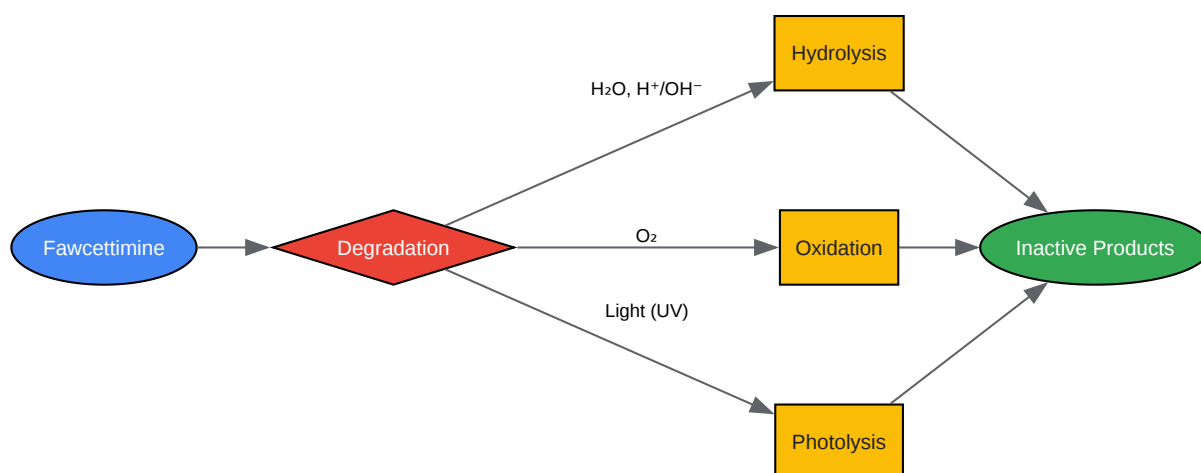 Hydrolysis
H₂O, H⁺/OH⁻
Fawcettimine
Degradation
O₂
Oxidation
Inactive Products
Light (UV)
Photolysis